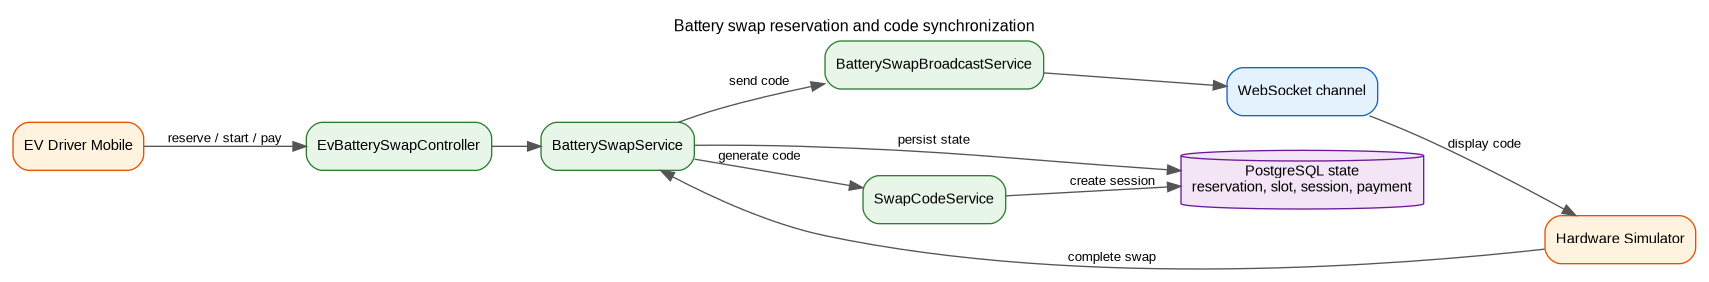 Battery swap reservation and code synchronization
EV Driver Mobile
reserve / start / pay
EvBatterySwapController
BatterySwapService
send code
BatterySwapBroadcastService
WebSocket channel
persist state
generate code
SwapCodeService
create session
PostgreSQL state
reservation, slot, session, payment
display code
Hardware Simulator
complete swap